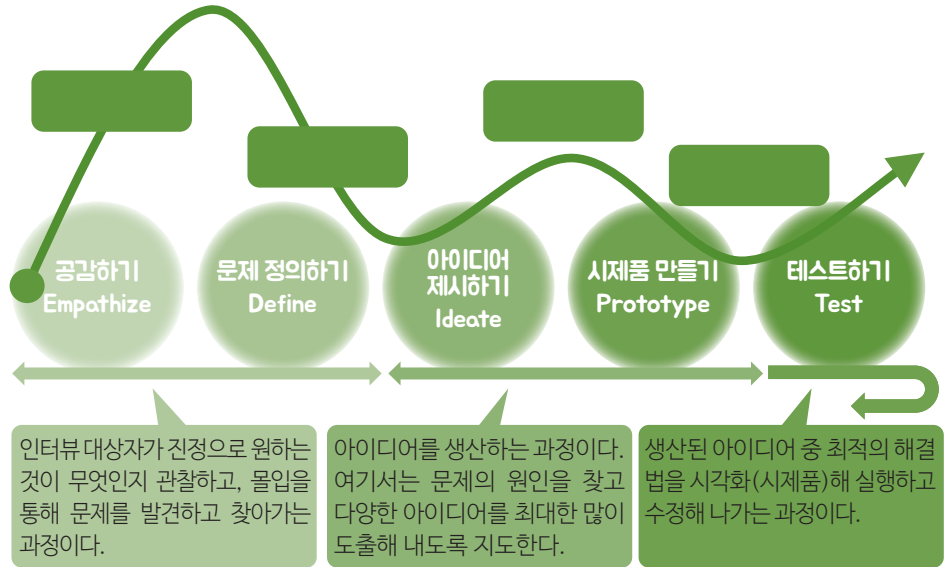 공감하기
Empathize
문제 정의하기
Define
아이디어
제시하기
Ideate
시제품 만들기
Prototype
테스트하기
Test
인터뷰 대상자가 진정으로 원하는
것이 무엇인지 관찰하고, 몰입을
통해 문제를 발견하고 찾아가는
과정이다.
아이디어를 생산하는 과정이다.
여기서는 문제의 원인을 찾고
다양한 아이디어를 최대한 많이
도출해 내도록 지도한다.
생산된 아이디어 중 최적의 해결
법을 시각화(시제품)해 실행하고
수정해 나가는 과정이다.